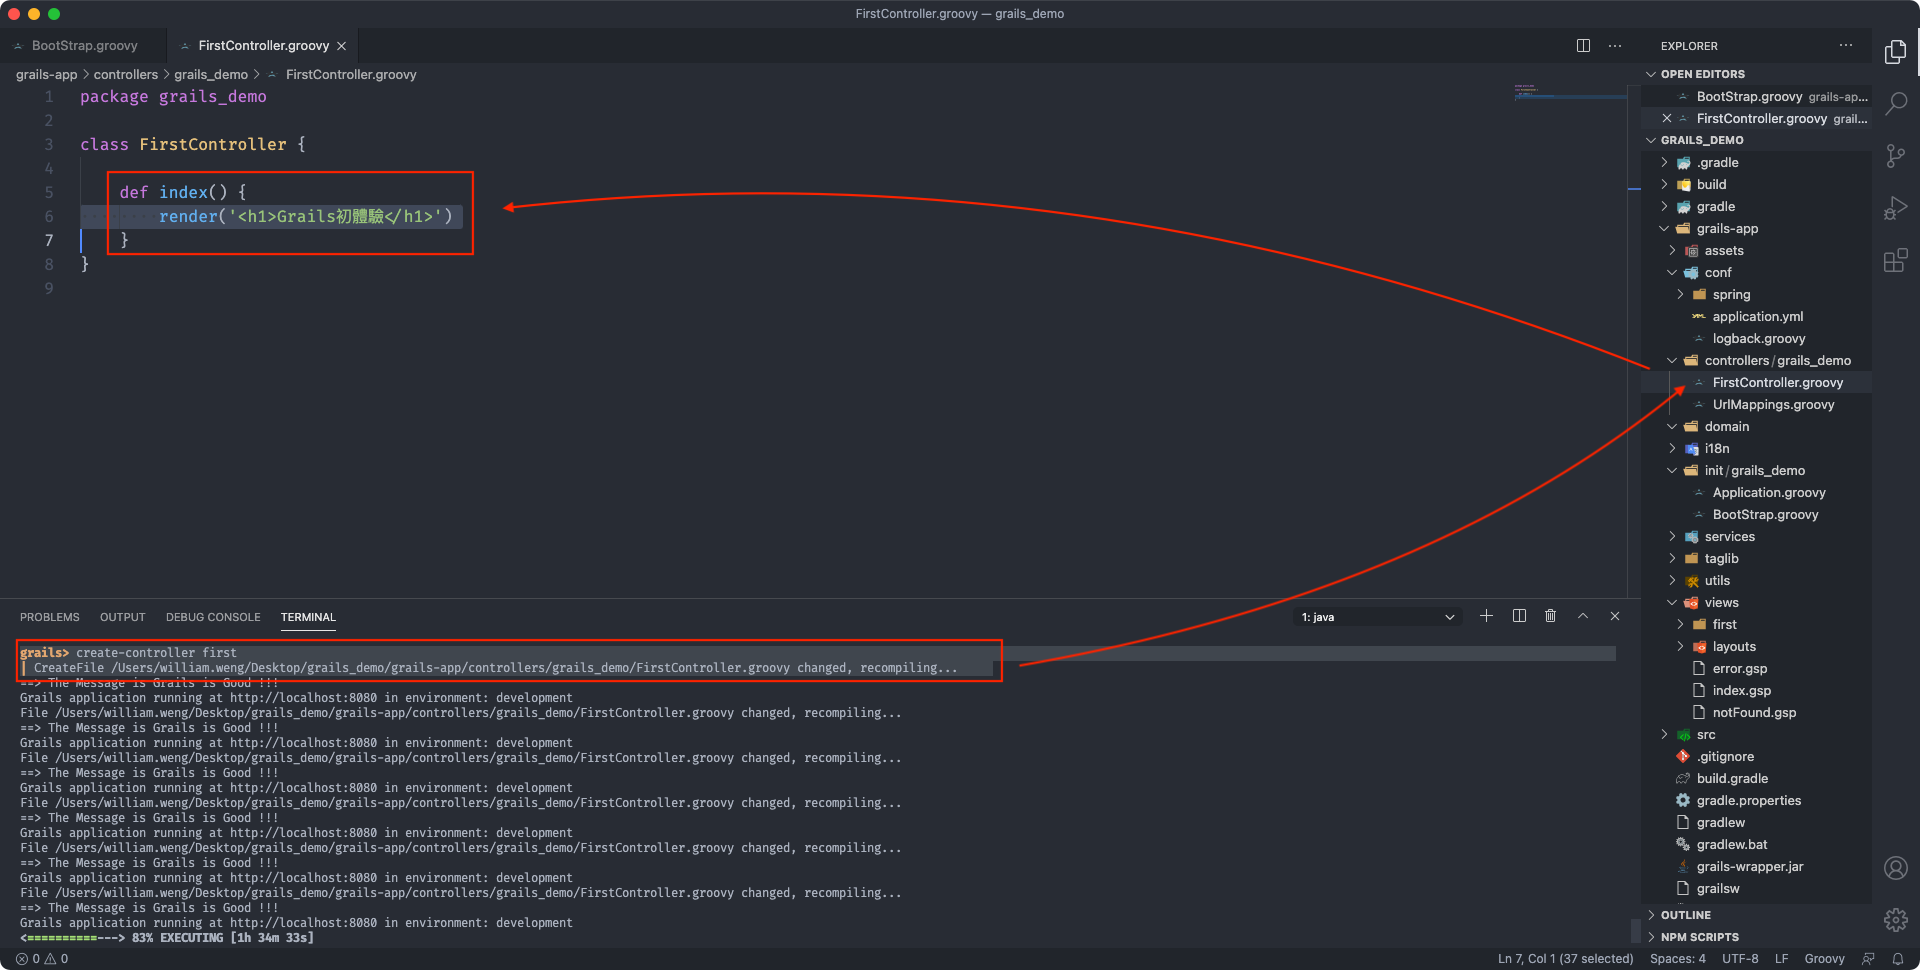 FirstController.groovy — grails_demo
BootStrap.groovy
FirstController.groovy
grails-app > controllers > grails_demo > FirstController.groovy
1 package grails_demo
2
3 class FirstController {
4
5 def index() {
6 render('<h1>Grails初體驗</h1>')
7 }
8 }
9
PROBLEMS OUTPUT DEBUG CONSOLE TERMINAL
1: java
grails> create-controller first
| CreateFile /Users/william.weng/Desktop/grails_demo/grails-app/controllers/grails_demo/FirstController.groovy changed, recompiling...
==> The Message is Grails is Good !!!
Grails application running at http://localhost:8080 in environment: development
File /Users/william.weng/Desktop/grails_demo/grails-app/controllers/grails_demo/FirstController.groovy changed, recompiling...
==> The Message is Grails is Good !!!
Grails application running at http://localhost:8080 in environment: development
File /Users/william.weng/Desktop/grails_demo/grails-app/controllers/grails_demo/FirstController.groovy changed, recompiling...
==> The Message is Grails is Good !!!
Grails application running at http://localhost:8080 in environment: development
File /Users/william.weng/Desktop/grails_demo/grails-app/controllers/grails_demo/FirstController.groovy changed, recompiling...
==> The Message is Grails is Good !!!
Grails application running at http://localhost:8080 in environment: development
File /Users/william.weng/Desktop/grails_demo/grails-app/controllers/grails_demo/FirstController.groovy changed, recompiling...
==> The Message is Grails is Good !!!
Grails application running at http://localhost:8080 in environment: development
File /Users/william.weng/Desktop/grails_demo/grails-app/controllers/grails_demo/FirstController.groovy changed, recompiling...
==> The Message is Grails is Good !!!
Grails application running at http://localhost:8080 in environment: development
<==========---> 83% EXECUTING [1h 34m 33s]
EXPLORER
OPEN EDITORS
BootStrap.groovy grails-ap...
FirstController.groovy grail...
GRAILS_DEMO
.gradle
build
gradle
grails-app
assets
conf
spring
application.yml
logback.groovy
controllers/grails_demo
FirstController.groovy
UrlMappings.groovy
domain
i18n
init/grails_demo
Application.groovy
BootStrap.groovy
services
taglib
utils
views
first
layouts
error.gsp
index.gsp
notFound.gsp
src
.gitignore
build.gradle
gradle.properties
gradlew
gradlew.bat
grails-wrapper.jar
grailsw
OUTLINE
NPM SCRIPTS
0 0
Ln 7, Col 1 (37 selected) Spaces: 4 UTF-8 LF Groovy